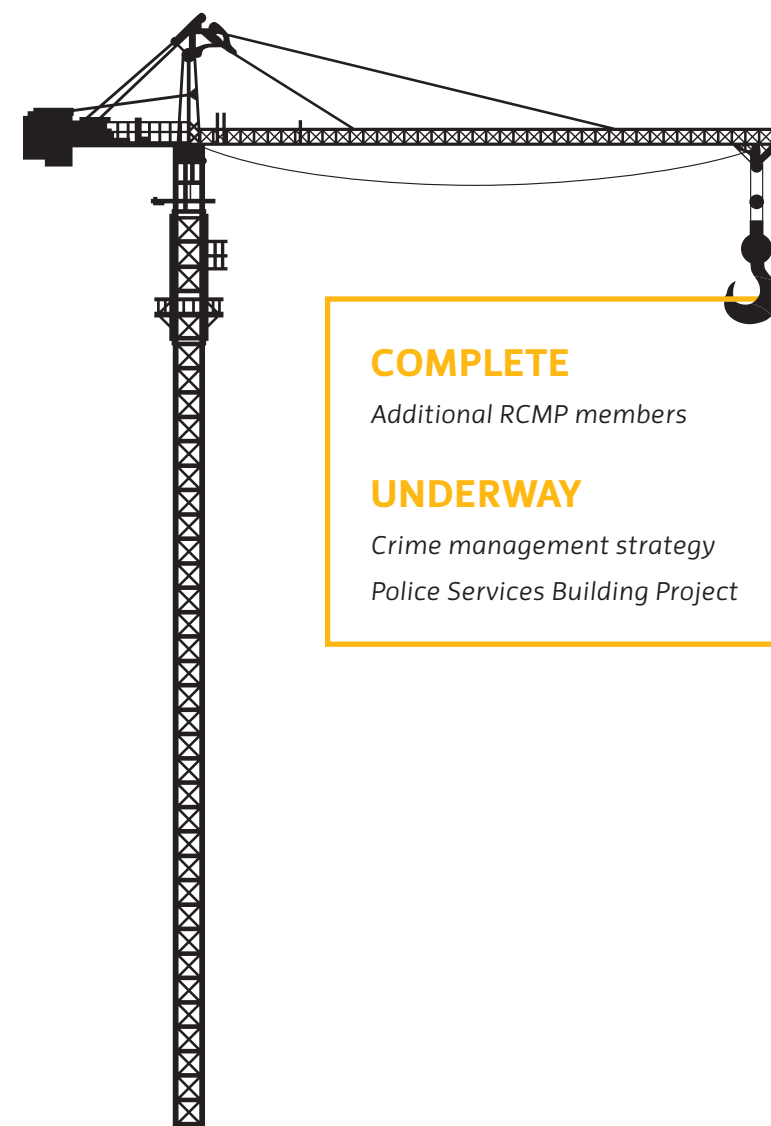 COMPLETE
Additional RCMP members
UNDERWAY
Crime management strategy
Police Services Building Project